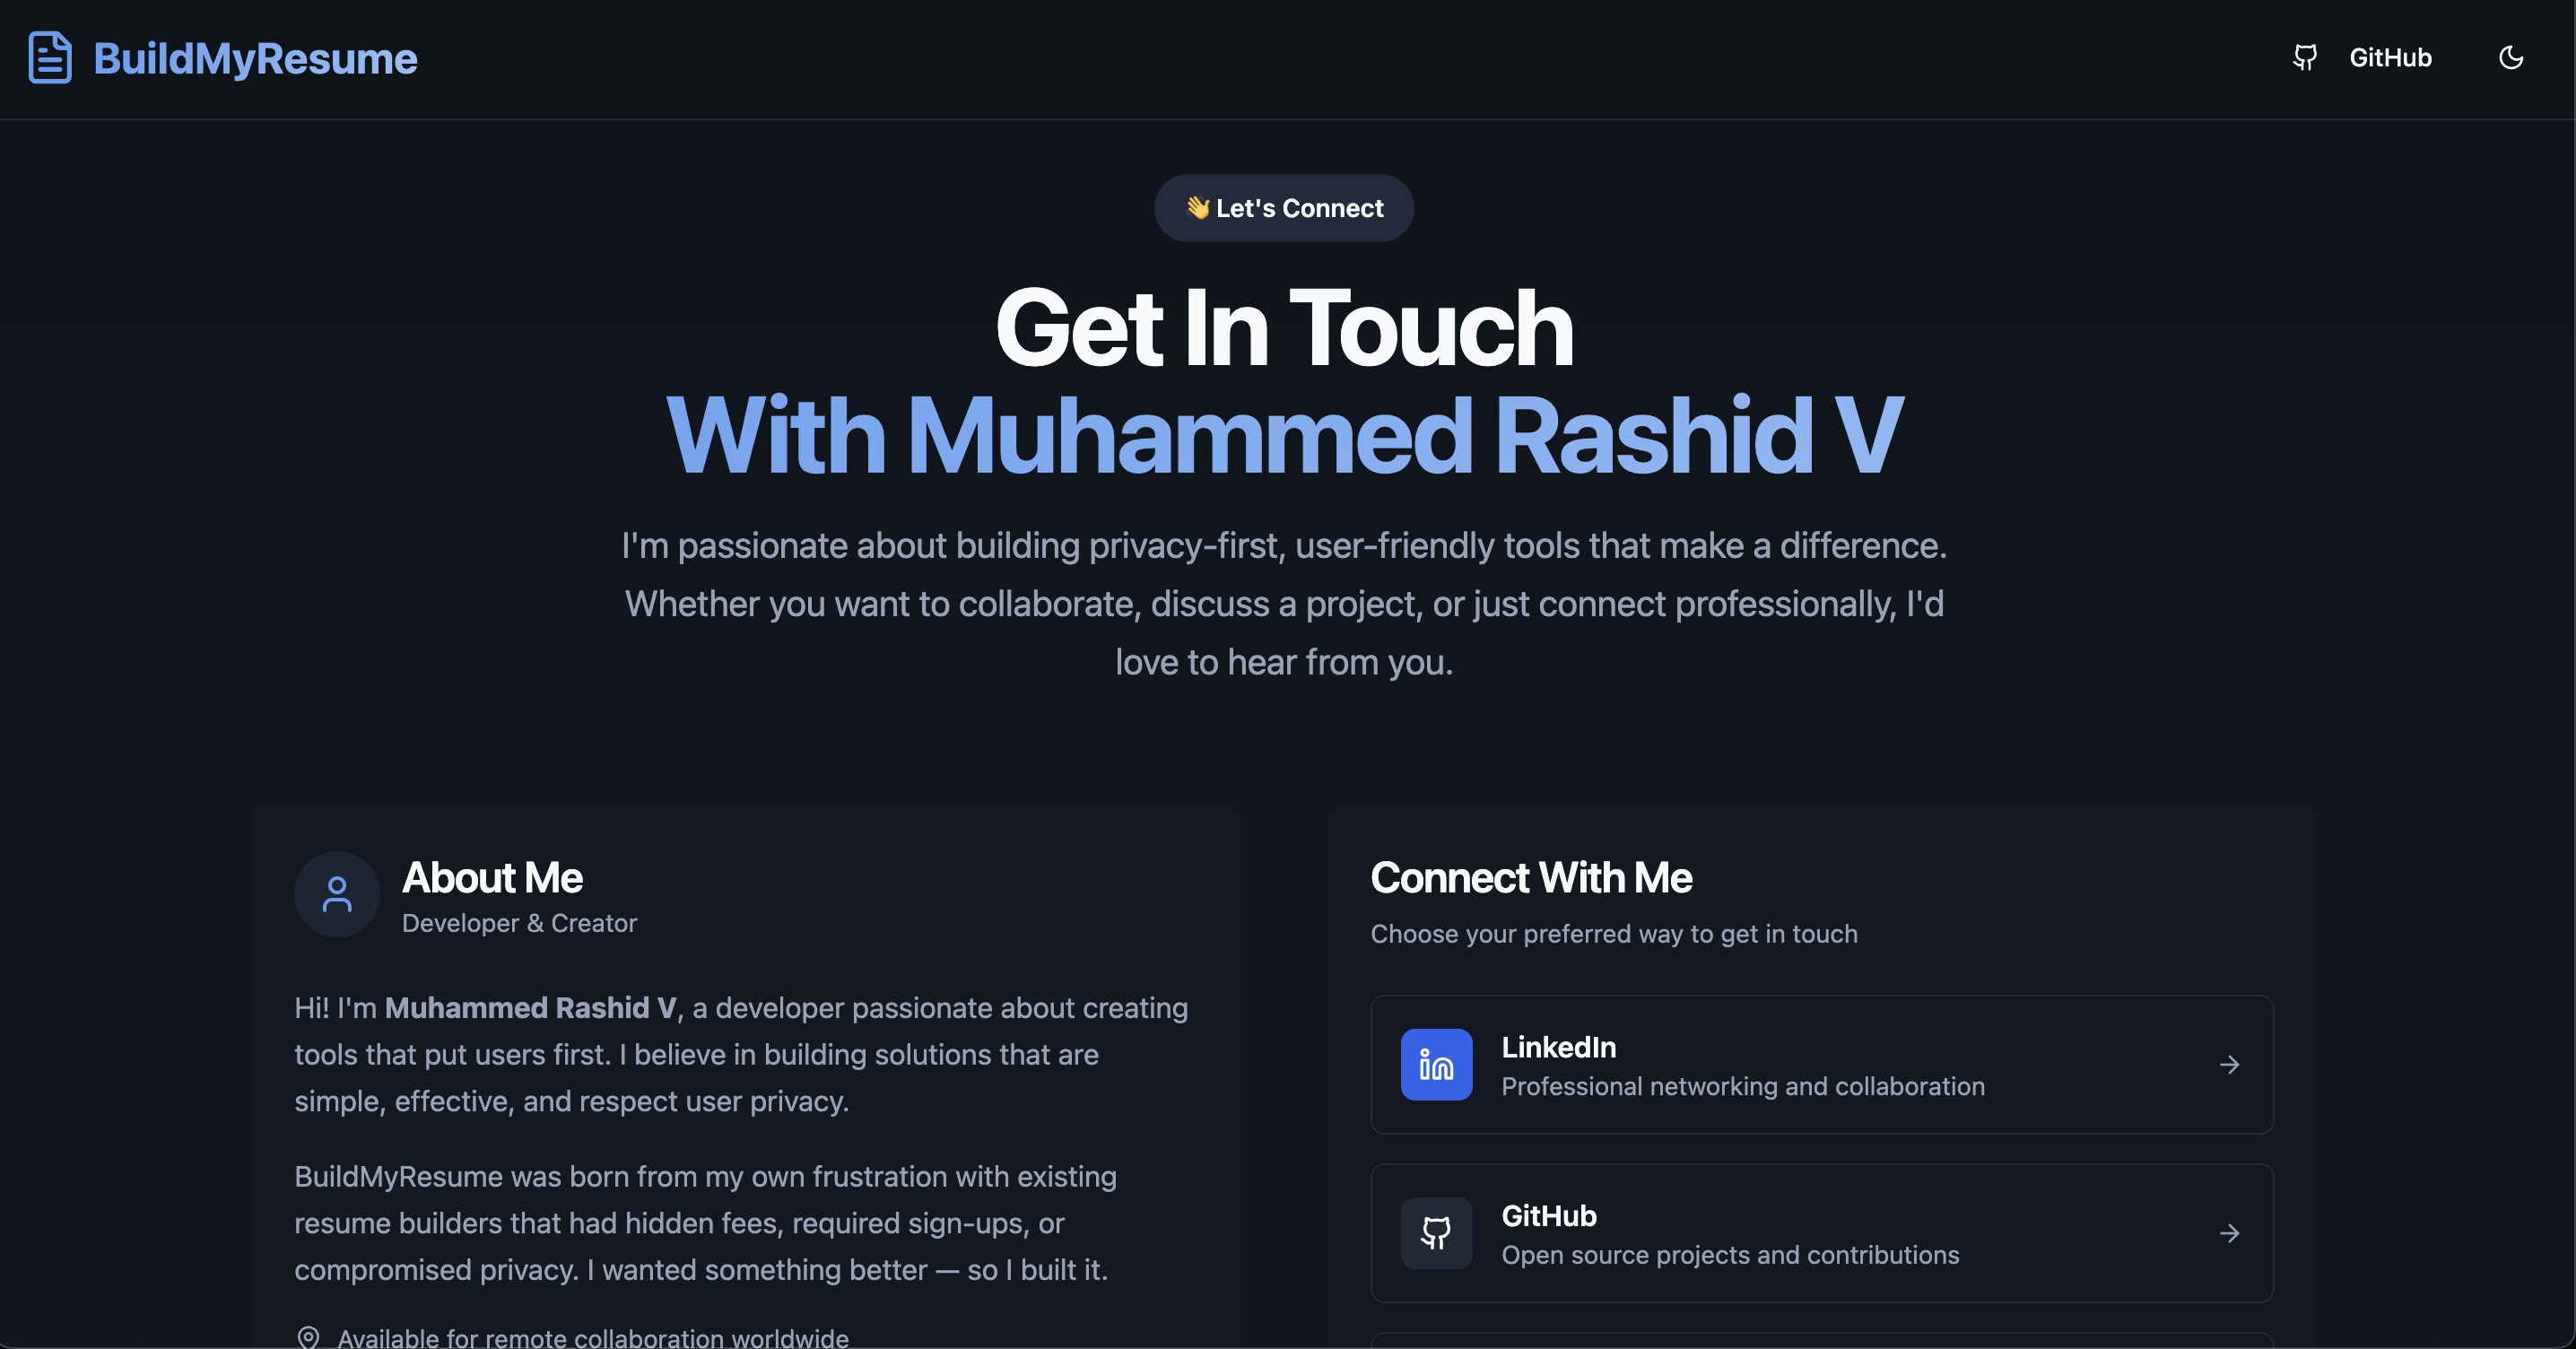 BuildMyResume
GitHub
👋 Let's Connect
Get In Touch
With Muhammed Rashid V
I'm passionate about building privacy-first, user-friendly tools that make a difference.
Whether you want to collaborate, discuss a project, or just connect professionally, I'd
love to hear from you.
About Me
Developer & Creator
Hi! I'm Muhammed Rashid V, a developer passionate about creating
tools that put users first. I believe in building solutions that are
simple, effective, and respect user privacy.
BuildMyResume was born from my own frustration with existing
resume builders that had hidden fees, required sign-ups, or
compromised privacy. I wanted something better — so I built it.
Available for remote collaboration worldwide
Connect With Me
Choose your preferred way to get in touch
LinkedIn
Professional networking and collaboration
GitHub
Open source projects and contributions